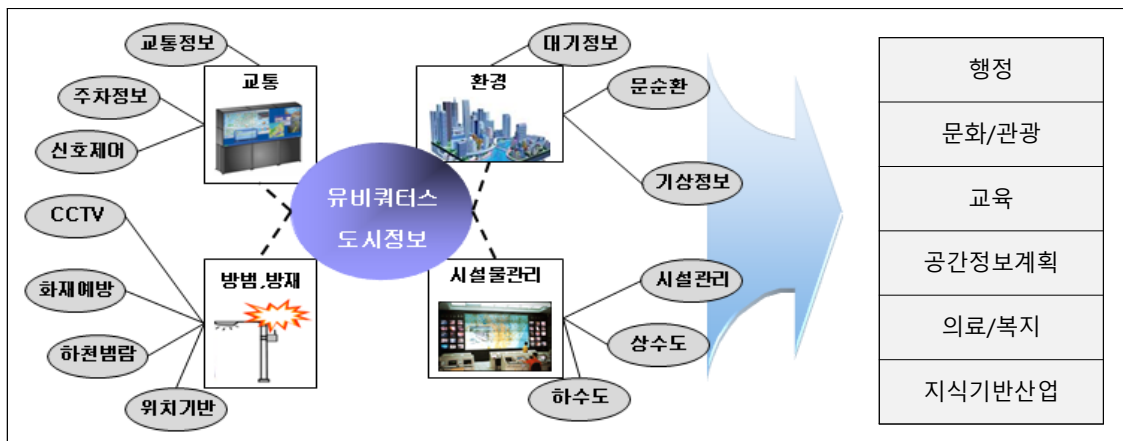 교통정보
주차정보
신호제어
교통
대기정보
환경
문순환
기상정보
유비쿼터스
도시정보
CCTV
화재예방
하천범람
위치기반
방범,방재
시설물관리
시설관리
상수도
하수도
행정
문화/관광
교육
공간정보계획
의료/복지
지식기반산업